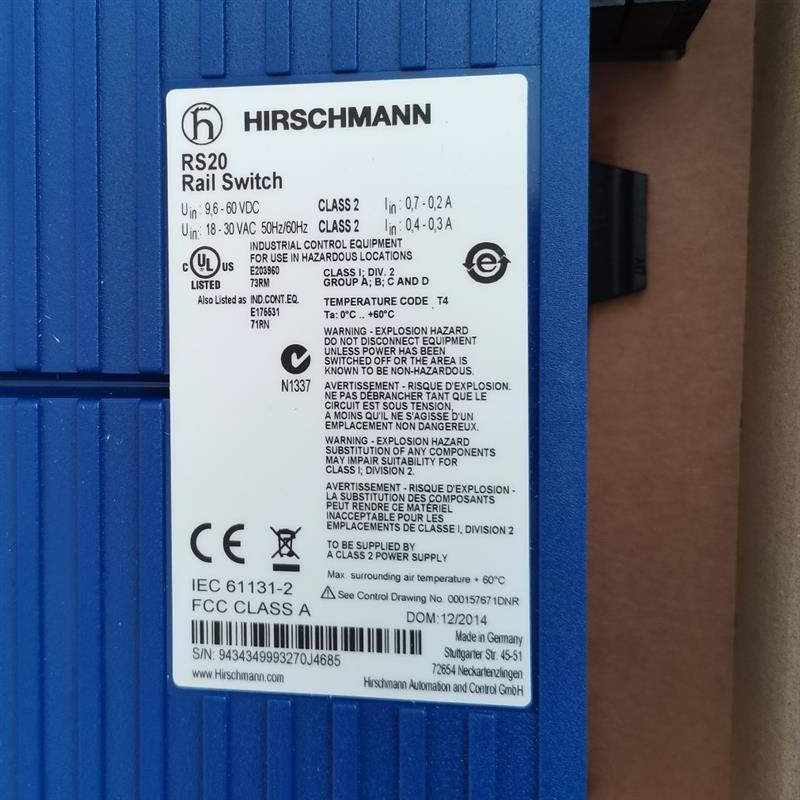 HIRSCHMANN
RS20
Rail Switch
Uin: 9,6 - 60 VDC CLASS 2 Iin: 0,7 - 0,2 A
Uin: 18 - 30 VAC 50Hz/60Hz CLASS 2 Iin: 0,4 - 0,3 A
INDUSTRIAL CONTROL EQUIPMENT
FOR USE IN HAZARDOUS LOCATIONS
C UL US
LISTED
E203960
73RM
CLASS I; DIV. 2
GROUP A; B; C AND D
e
Also Listed as IND.CONT.EQ.
E175531
71RN
TEMPERATURE CODE T4
Ta: 0°C .. +60°C
N1337
WARNING - EXPLOSION HAZARD
DO NOT DISCONNECT EQUIPMENT
UNLESS POWER HAS BEEN
SWITCHED OFF OR THE AREA IS
KNOWN TO BE NON-HAZARDOUS.
AVERTISSEMENT - RISQUE D'EXPLOSION.
NE PAS DÉBRANCHER TANT QUE LE
CIRCUIT EST SOUS TENSION,
A MOINS QU'IL NE S'AGISSE D'UN
EMPLACEMENT NON DANGEREUX.
WARNING - EXPLOSION HAZARD
SUBSTITUTION OF ANY COMPONENTS
MAY IMPAIR SUITABILITY FOR
CLASS I; DIVISION 2.
AVERTISSEMENT - RISQUE D'EXPLOSION -
LA SUBSTITUTION DES COMPOSANTS
PEUT RENDRE CE MATÉRIEL
INACCEPTABLE POUR LES
EMPLACEMENTS DE CLASSE I, DIVISION 2
TO BE SUPPLIED BY
A CLASS 2 POWER SUPPLY
CE
IEC 61131-2
FCC CLASS A
Max. surrounding air temperature + 60°C
See Control Drawing No. 000157671DNR
DOM: 12/2014
S/N: 9434349993270J4685
www.Hirschmann.com
Made in Germany
Stuttgarter Str. 45-51
72654 Neckartenzlingen
Hirschmann Automation and Control GmbH